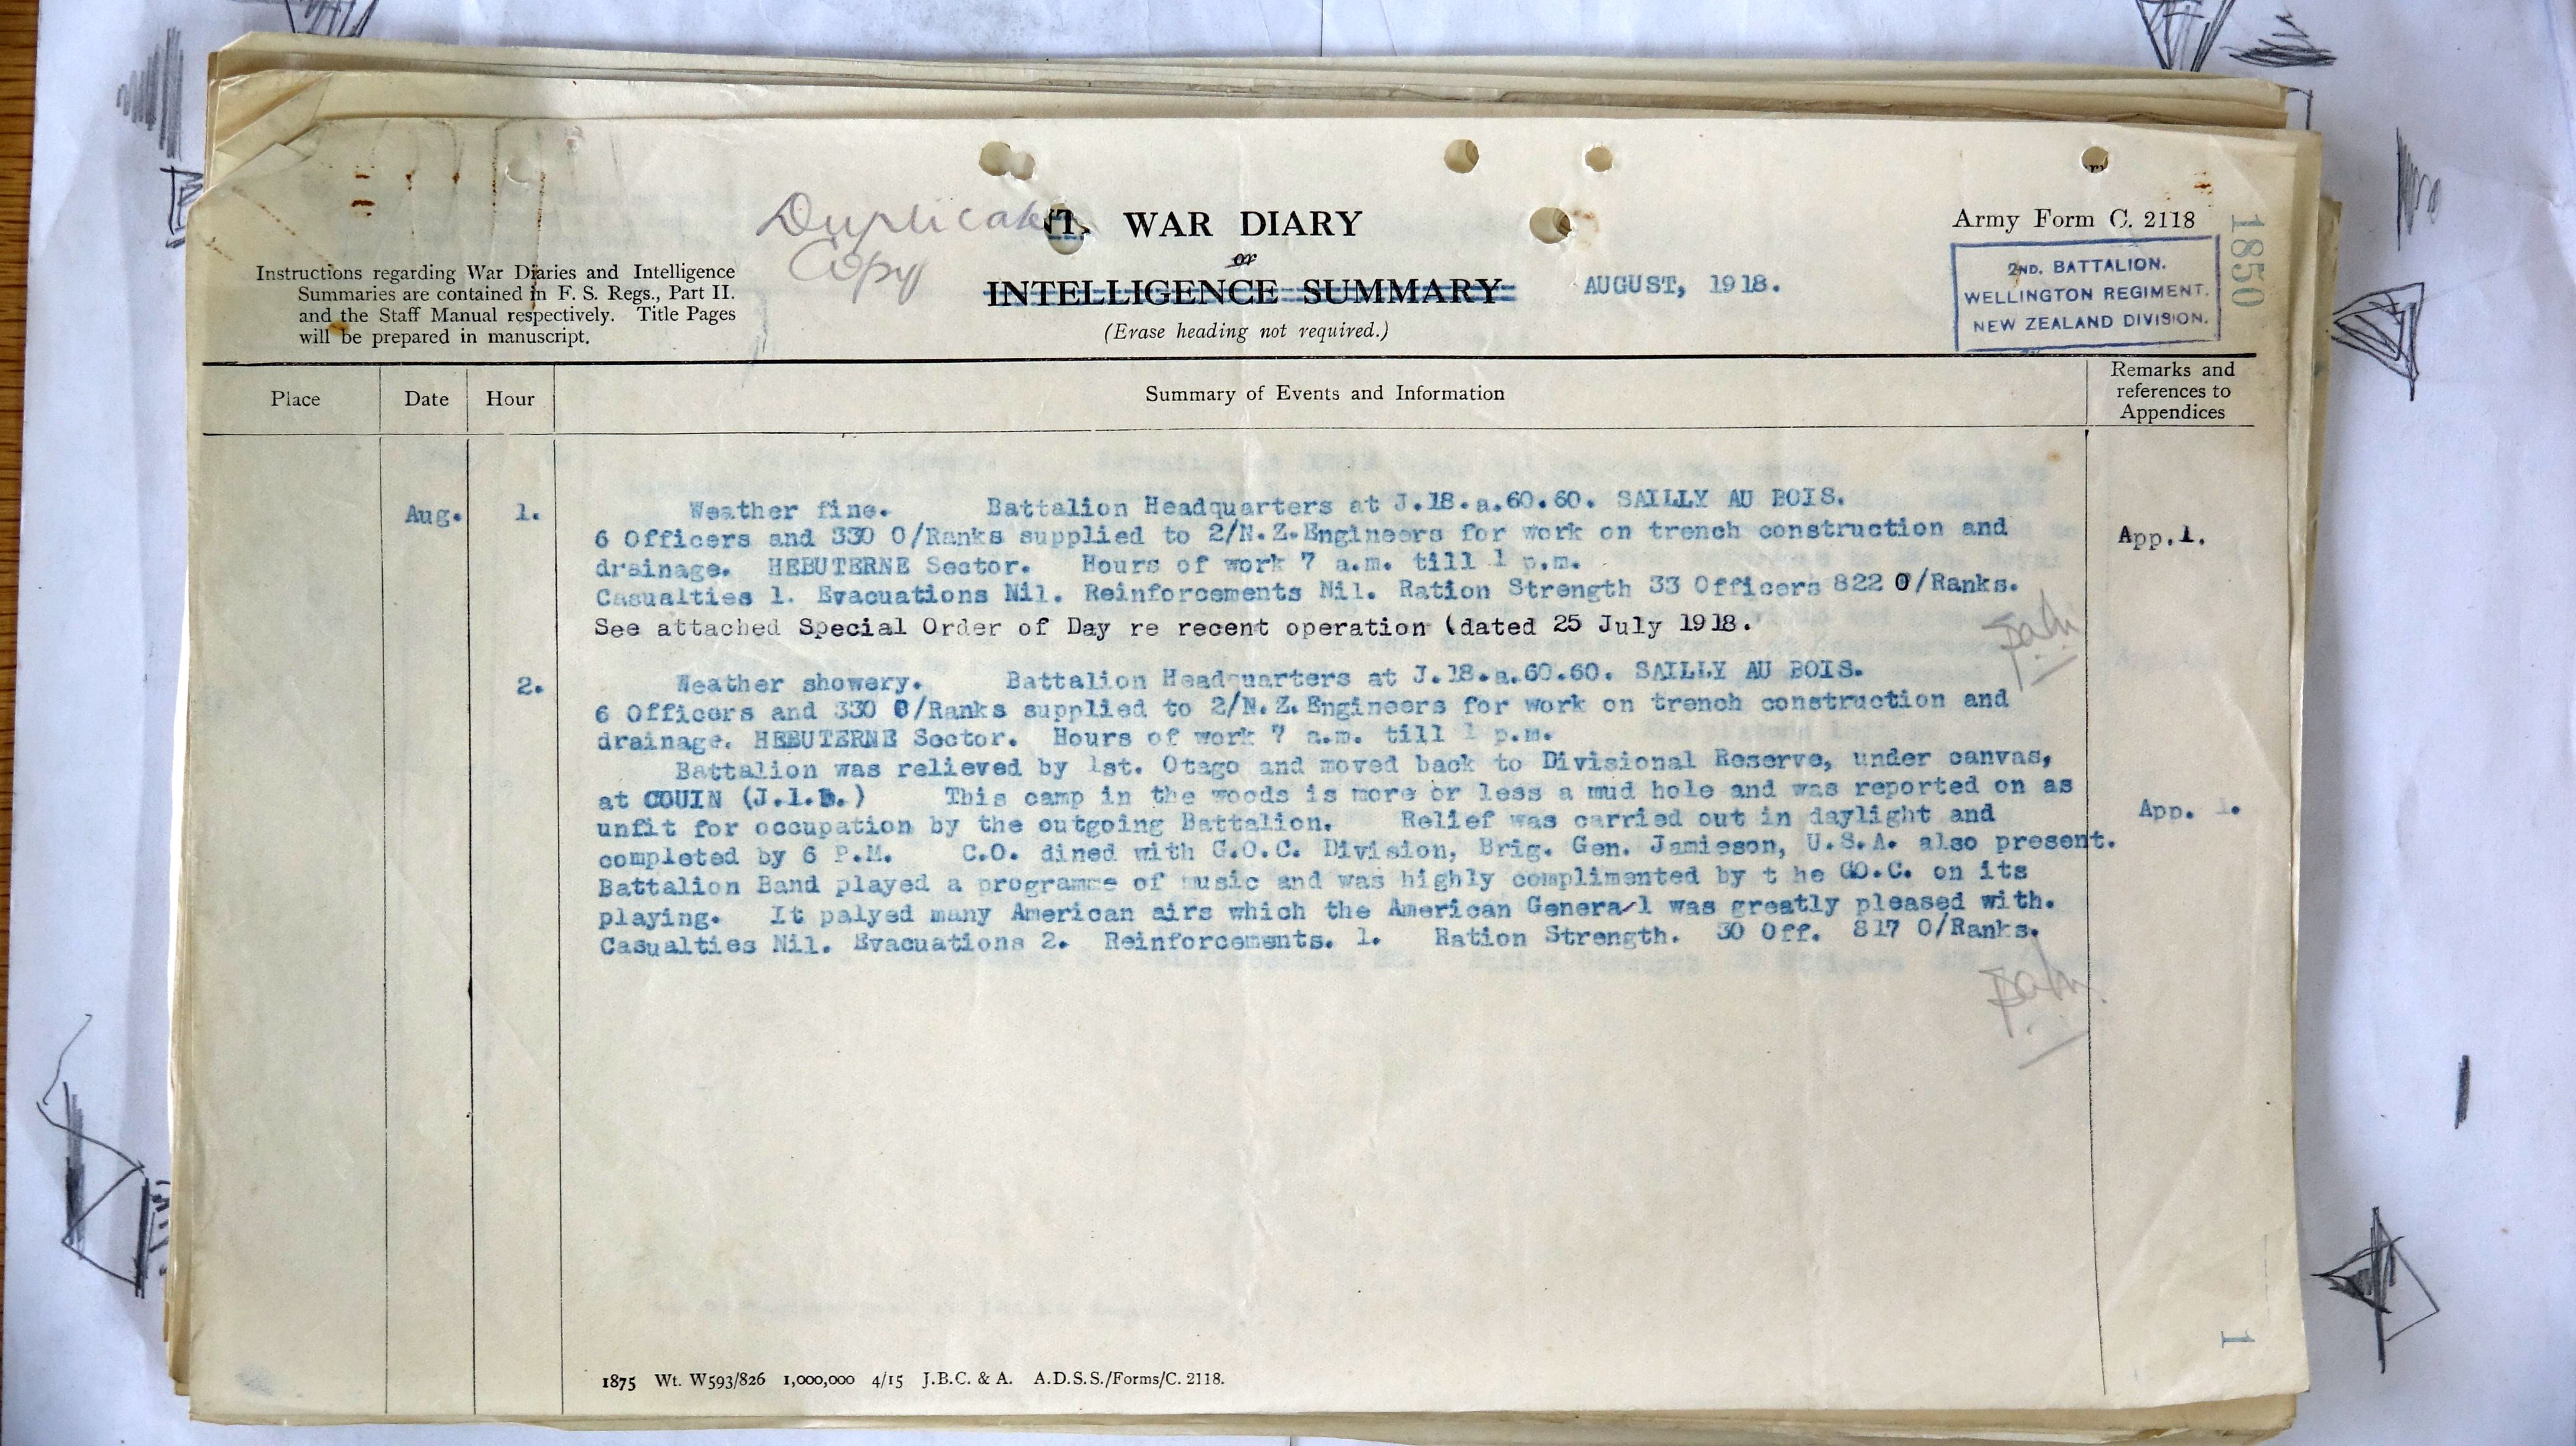 Duplicate
Copy
WAR DIARY
or
INTELLIGENCE SUMMARY
(Erase heading not required.)
AUGUST, 1918.
Army Form C. 2118
2ND. BATTALION.
WELLINGTON REGIMENT.
NEW ZEALAND DIVISION.
1850
Instructions regarding War Diaries and Intelligence
Summaries are contained in F. S. Regs., Part II.
and the Staff Manual respectively. Title Pages
will be prepared in manuscript.
Place Date Hour Summary of Events and Information Remarks and
references to
Appendices
Aug. 1. Weather fine. Battalion Headquarters at J.18.a.60.60. SAILLY AU BOIS.
6 Officers and 330 O/Ranks supplied to 2/N.Z.Engineers for work on trench construction and App.1.
drainage. HEBUTERNE Sector. Hours of work 7 a.m. till 1 p.m.
Casualties 1. Evacuations Nil. Reinforcements Nil. Ration Strength 33 Officers 822 O/Ranks.
See attached Special Order of Day re recent operation (dated 25 July 1918.
2. Weather showery. Battalion Headquarters at J.18.a.60.60. SAILLY AU BOIS.
6 Officers and 330 O/Ranks supplied to 2/N.Z.Engineers for work on trench construction and
drainage. HEBUTERNE Sector. Hours of work 7 a.m. till 1 p.m.
Battalion was relieved by 1st. Otago and moved back to Divisional Reserve, under canvas,
at COUIN (J.1.b.) This camp in the woods is more or less a mud hole and was reported on as
unfit for occupation by the outgoing Battalion. Relief was carried out in daylight and App. 1.
completed by 6 P.M. C.O. dined with G.O.C. Division, Brig. Gen. Jamieson, U.S.A. also present.
Battalion Band played a programme of music and was highly complimented by t he GO.C. on its
playing. It palyed many American airs which the American Genera/l was greatly pleased with.
Casualties Nil. Evacuations 2. Reinforcements. 1. Ration Strength. 30 Off. 817 O/Ranks.
1875 Wt. W593/826 1,000,000 4/15 J.B.C. & A. A.D.S.S./Forms/C. 2118.
1